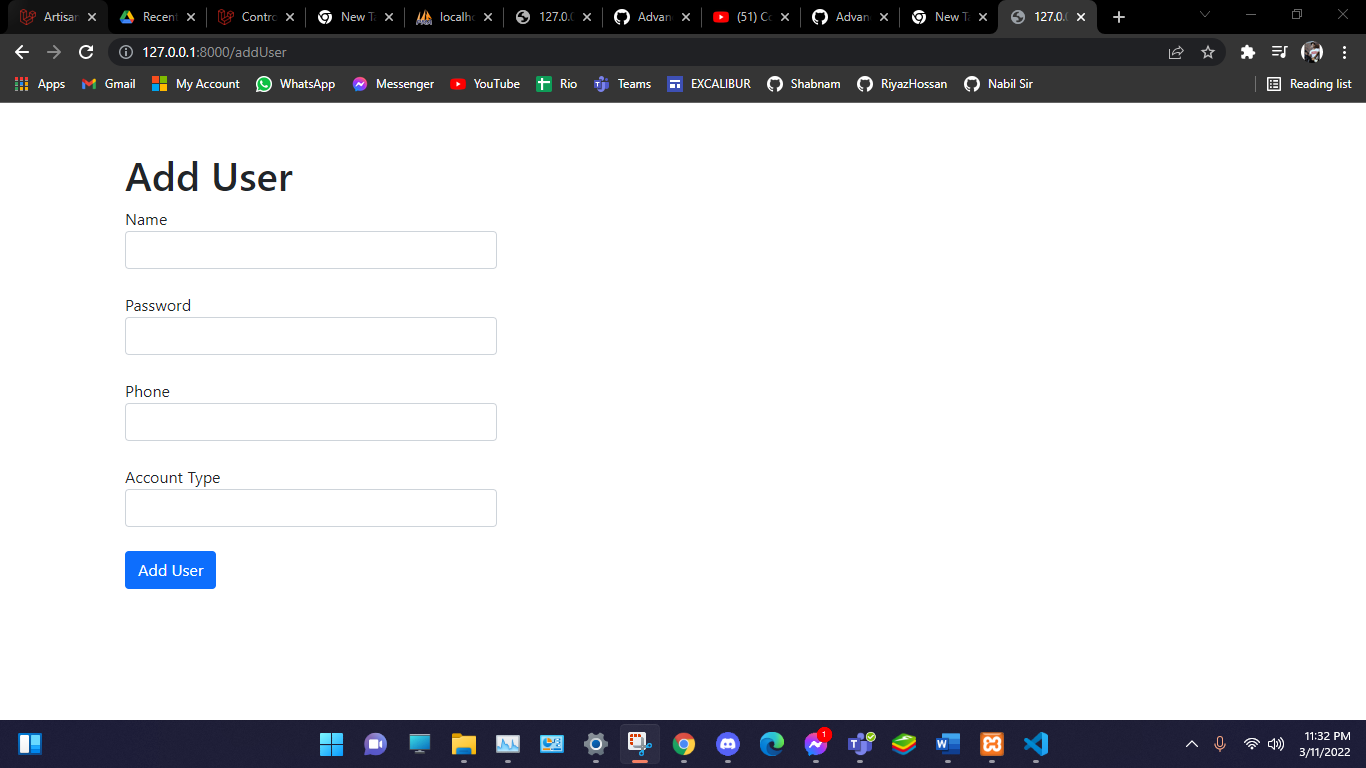 Artisan Recent Contro New Ta localho 127.0.0 Advan (51) Co Advan New Ta 127.0.0
127.0.0.1:8000/addUser
Apps Gmail My Account WhatsApp Messenger YouTube Rio Teams EXCALIBUR Shabnam RiyazHossan Nabil Sir Reading list
Add User
Name
Password
Phone
Account Type
Add User
1
11:32 PM
3/11/2022